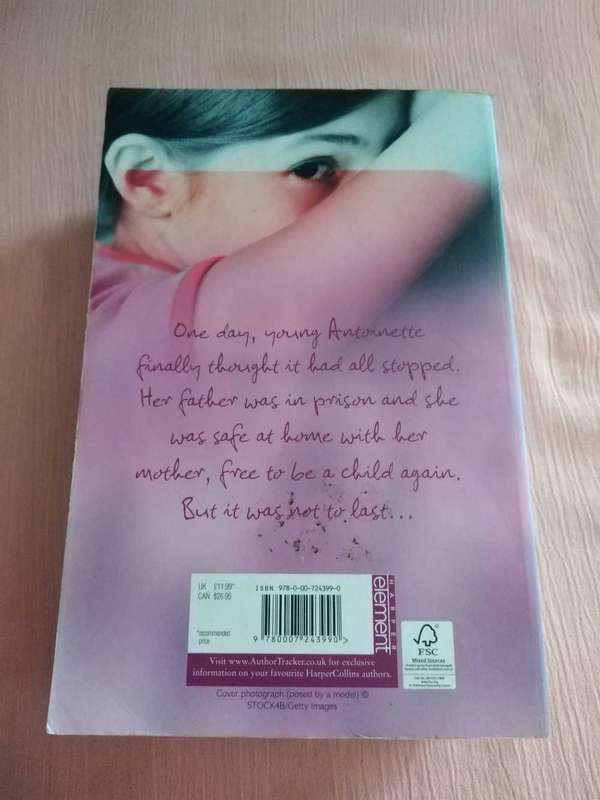 One day, young Antoinette
finally thought it had all stopped.
Her father was in prison and she
was safe at home with her
mother, free to be a child again.
But it was not to last...
UK £11.99*
CAN $26.95
*recommended
price
ISBN 978-0-00-724399-0
9 780007 243990 >
HARPER
element
FSC
Mixed Sources
Visit www.AuthorTracker.co.uk for exclusive
information on your favourite HarperCollins authors.
Cover photograph (posed by a model) ©
STOCK4B/Getty Images